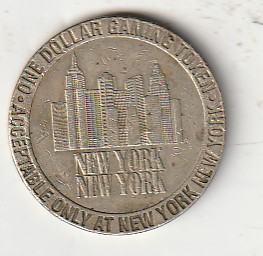 • ONE DOLLAR GAMING TOKEN •
ACCEPTABLE ONLY AT NEW YORK NEW YORK
NEW YORK
NEW YORK